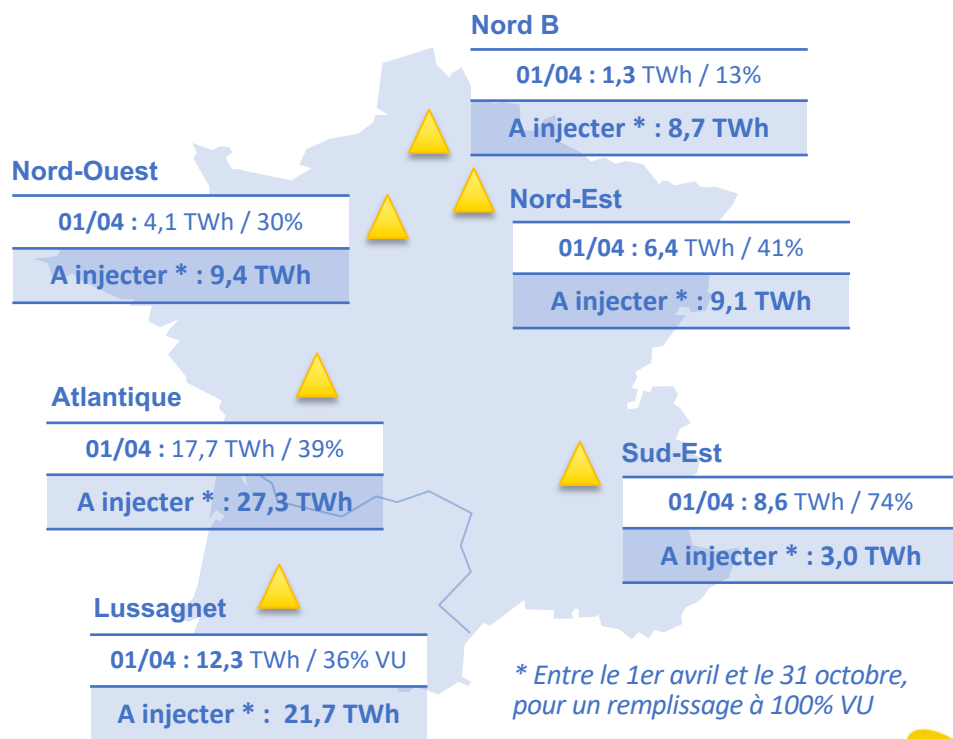 Nord B
01/04 : 1,3 TWh / 13%
A injecter * : 8,7 TWh
Nord-Ouest
01/04 : 4,1 TWh / 30%
A injecter * : 9,4 TWh
Nord-Est
01/04 : 6,4 TWh / 41%
A injecter * : 9,1 TWh
Atlantique
01/04 : 17,7 TWh / 39%
A injecter * : 27,3 TWh
Sud-Est
01/04 : 8,6 TWh / 74%
A injecter * : 3,0 TWh
Lussagnet
01/04 : 12,3 TWh / 36% VU
A injecter * : 21,7 TWh
* Entre le 1er avril et le 31 octobre,
pour un remplissage à 100% VU